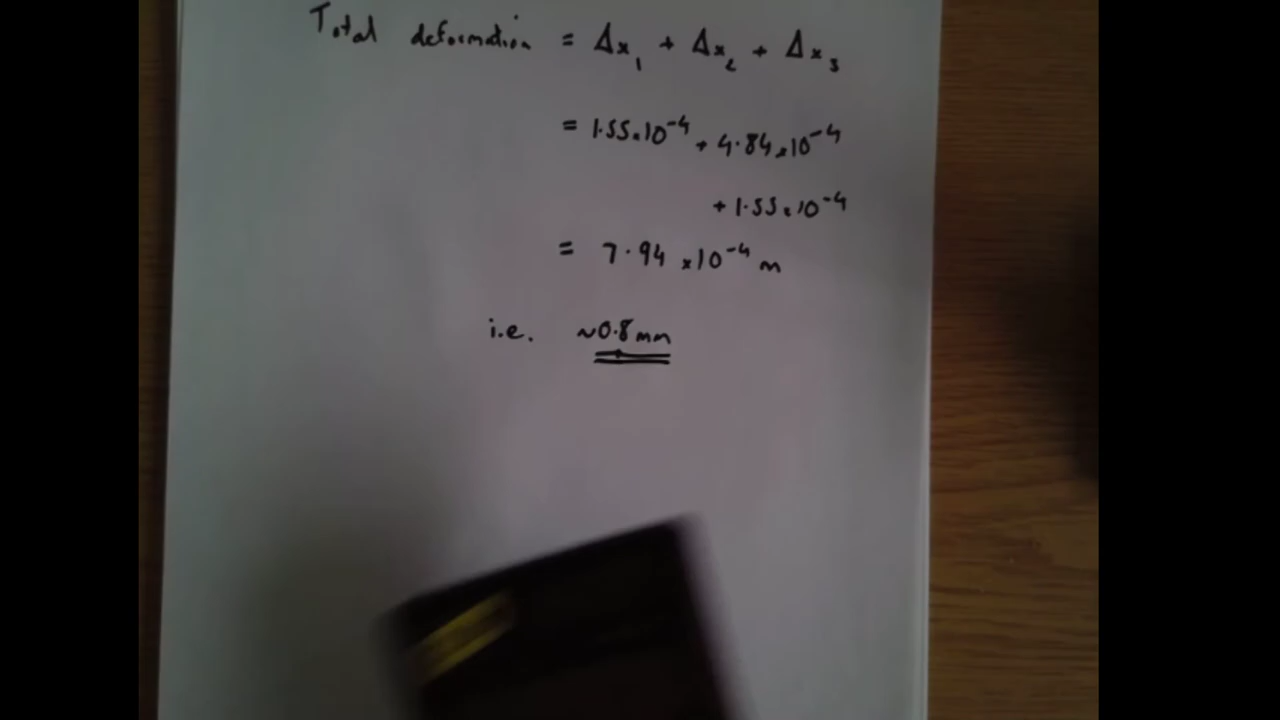 Total deformation = Δx₁ + Δx₂ + Δx₃
= 1.55×10⁻⁴ + 4.84×10⁻⁴
+ 1.55×10⁻⁴
= 7.94×10⁻⁴ m
i.e. ~0.8mm